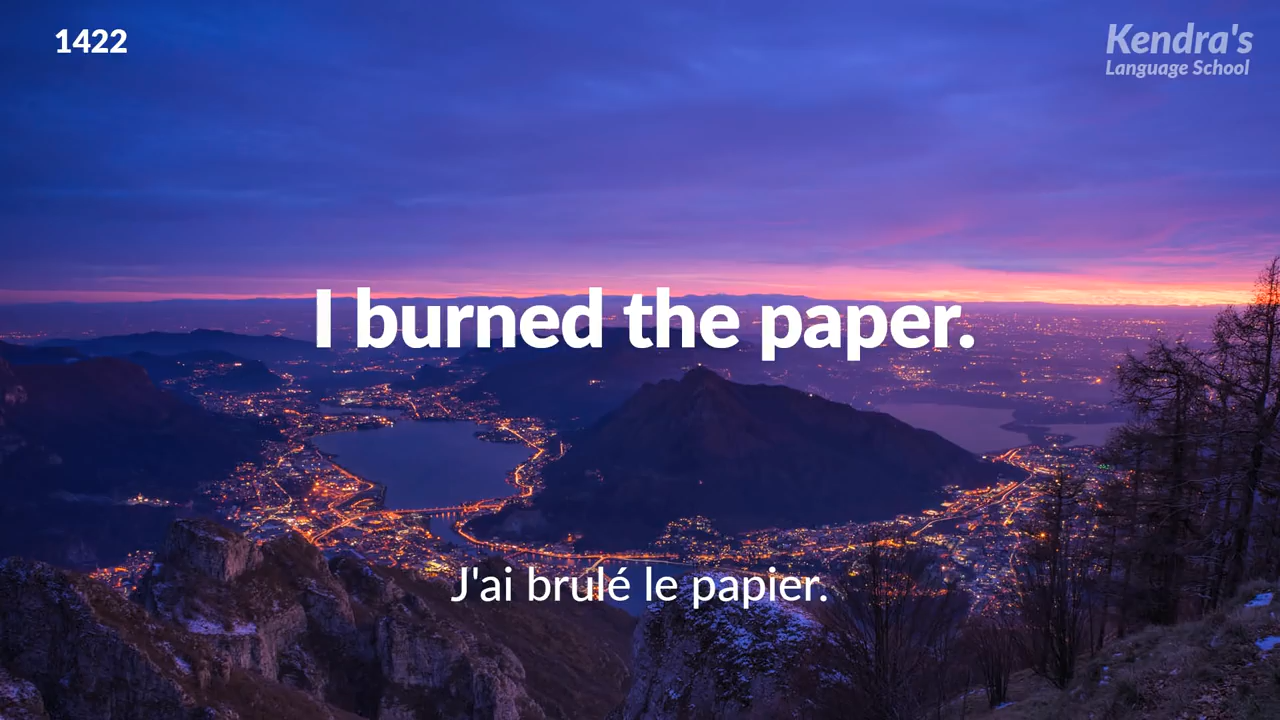 1422
Kendra's
Language School
I burned the paper.
J'ai brulé le papier.